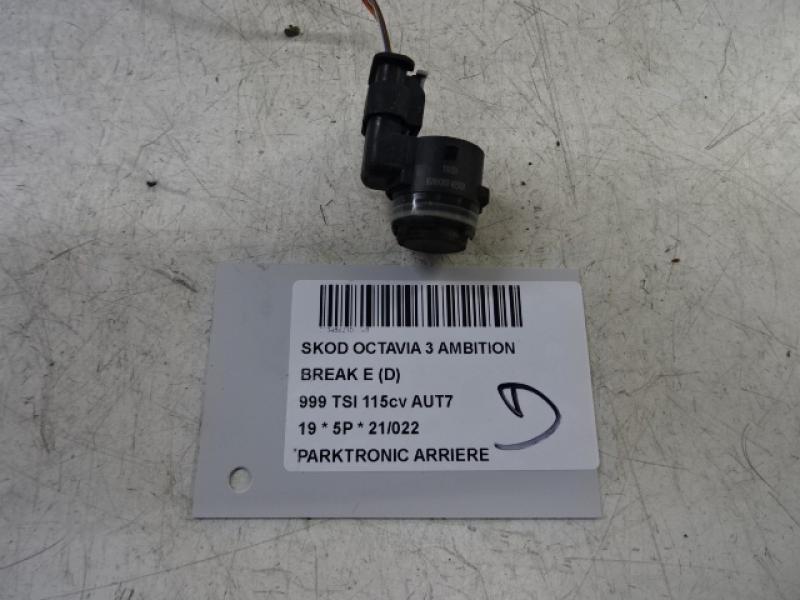 SKOD OCTAVIA 3 AMBITION
BREAK E (D)
999 TSI 115cv AUT7
19 * 5P * 21/022
PARKTRONIC ARRIERE